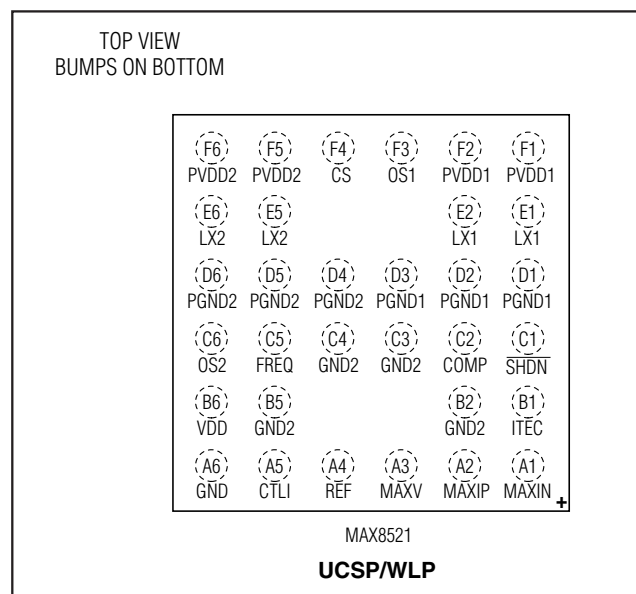 TOP VIEW
BUMPS ON BOTTOM
F6 F5 F4 F3 F2 F1
PVDD2 PVDD2 CS OS1 PVDD1 PVDD1
E6 E5 E2 E1
LX2 LX2 LX1 LX1
D6 D5 D4 D3 D2 D1
PGND2 PGND2 PGND2 PGND1 PGND1 PGND1
C6 C5 C4 C3 C2 C1
OS2 FREQ GND2 GND2 COMP SHDN
B6 B5 B2 B1
VDD GND2 GND2 ITEC
A6 A5 A4 A3 A2 A1
GND CTLI REF MAXV MAXIP MAXIN
+
MAX8521
UCSP/WLP